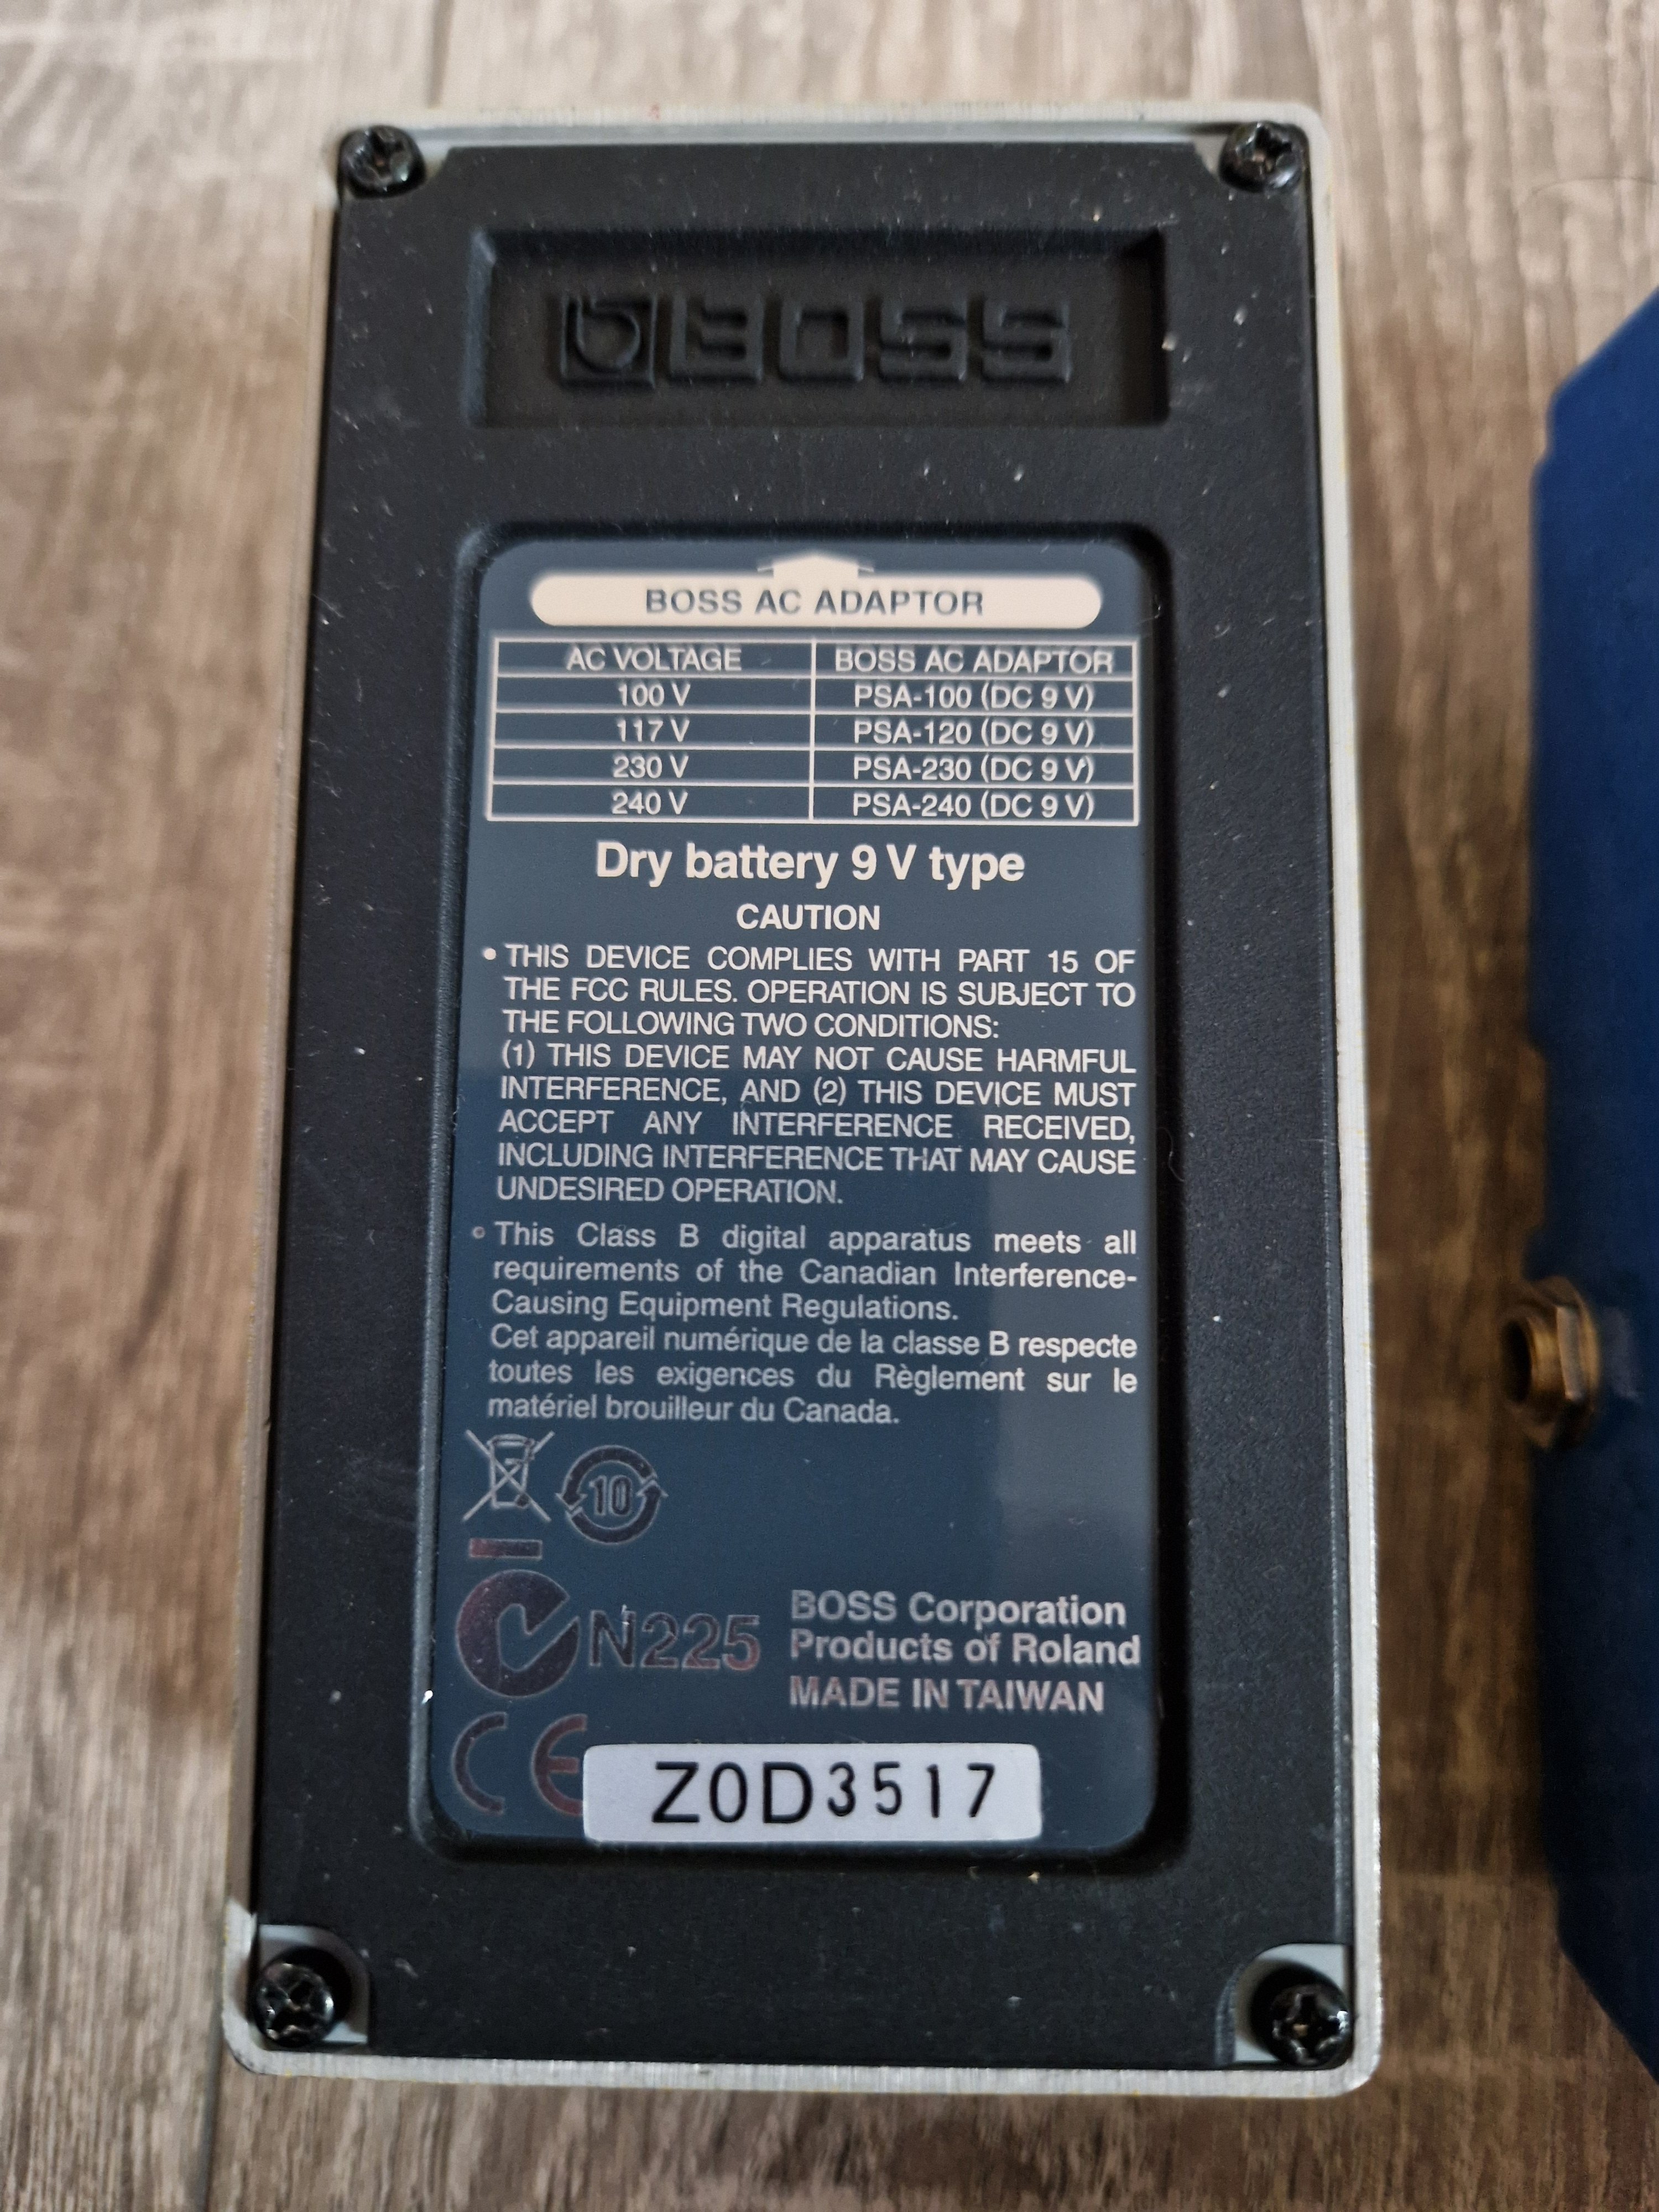 BOSS
BOSS AC ADAPTOR
AC VOLTAGE BOSS AC ADAPTOR
100 V PSA-100 (DC 9 V)
117 V PSA-120 (DC 9 V)
230 V PSA-230 (DC 9 V)
240 V PSA-240 (DC 9 V)
Dry battery 9 V type
CAUTION
• THIS DEVICE COMPLIES WITH PART 15 OF
THE FCC RULES. OPERATION IS SUBJECT TO
THE FOLLOWING TWO CONDITIONS:
(1) THIS DEVICE MAY NOT CAUSE HARMFUL
INTERFERENCE, AND (2) THIS DEVICE MUST
ACCEPT ANY INTERFERENCE RECEIVED,
INCLUDING INTERFERENCE THAT MAY CAUSE
UNDESIRED OPERATION.
• This Class B digital apparatus meets all
requirements of the Canadian Interference-
Causing Equipment Regulations.
Cet appareil numérique de la classe B respecte
toutes les exigences du Règlement sur le
matériel brouilleur du Canada.
10
N225
BOSS Corporation
Products of Roland
MADE IN TAIWAN
CE
Z0D3517